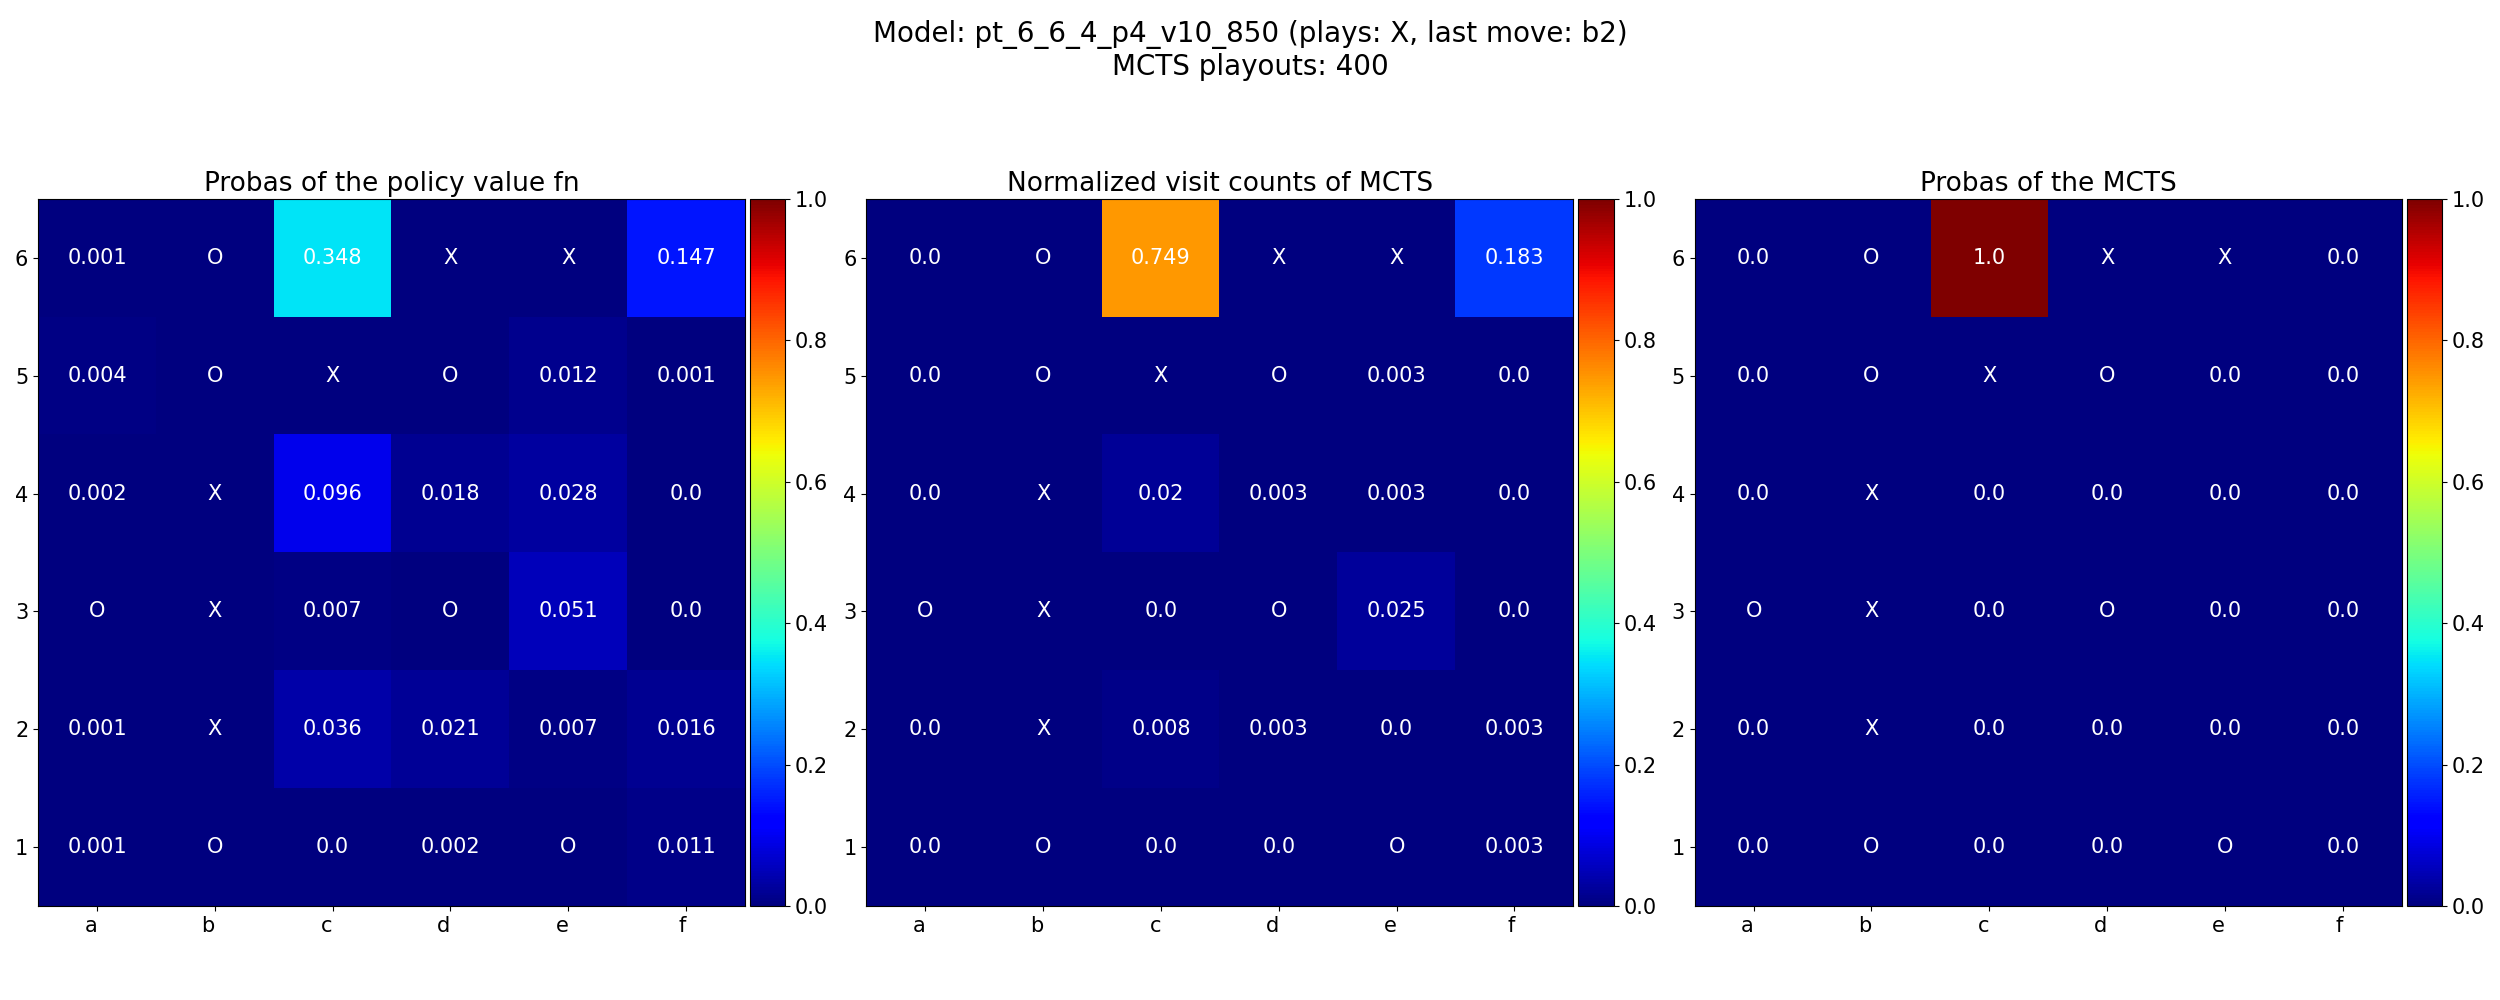 Model: pt_6_6_4_p4_v10_850 (plays: X, last move: b2)
MCTS playouts: 400
Probas of the policy value fn
6 0.001 O 0.348 X X 0.147
5 0.004 O X O 0.012 0.001
4 0.002 X 0.096 0.018 0.028 0.0
3 O X 0.007 O 0.051 0.0
2 0.001 X 0.036 0.021 0.007 0.016
1 0.001 O 0.0 0.002 O 0.011
a b c d e f
1.0
0.8
0.6
0.4
0.2
0.0
Normalized visit counts of MCTS
6 0.0 O 0.749 X X 0.183
5 0.0 O X O 0.003 0.0
4 0.0 X 0.02 0.003 0.003 0.0
3 O X 0.0 O 0.025 0.0
2 0.0 X 0.008 0.003 0.0 0.003
1 0.0 O 0.0 0.0 O 0.003
a b c d e f
1.0
0.8
0.6
0.4
0.2
0.0
Probas of the MCTS
6 0.0 O 1.0 X X 0.0
5 0.0 O X O 0.0 0.0
4 0.0 X 0.0 0.0 0.0 0.0
3 O X 0.0 O 0.0 0.0
2 0.0 X 0.0 0.0 0.0 0.0
1 0.0 O 0.0 0.0 O 0.0
a b c d e f
1.0
0.8
0.6
0.4
0.2
0.0